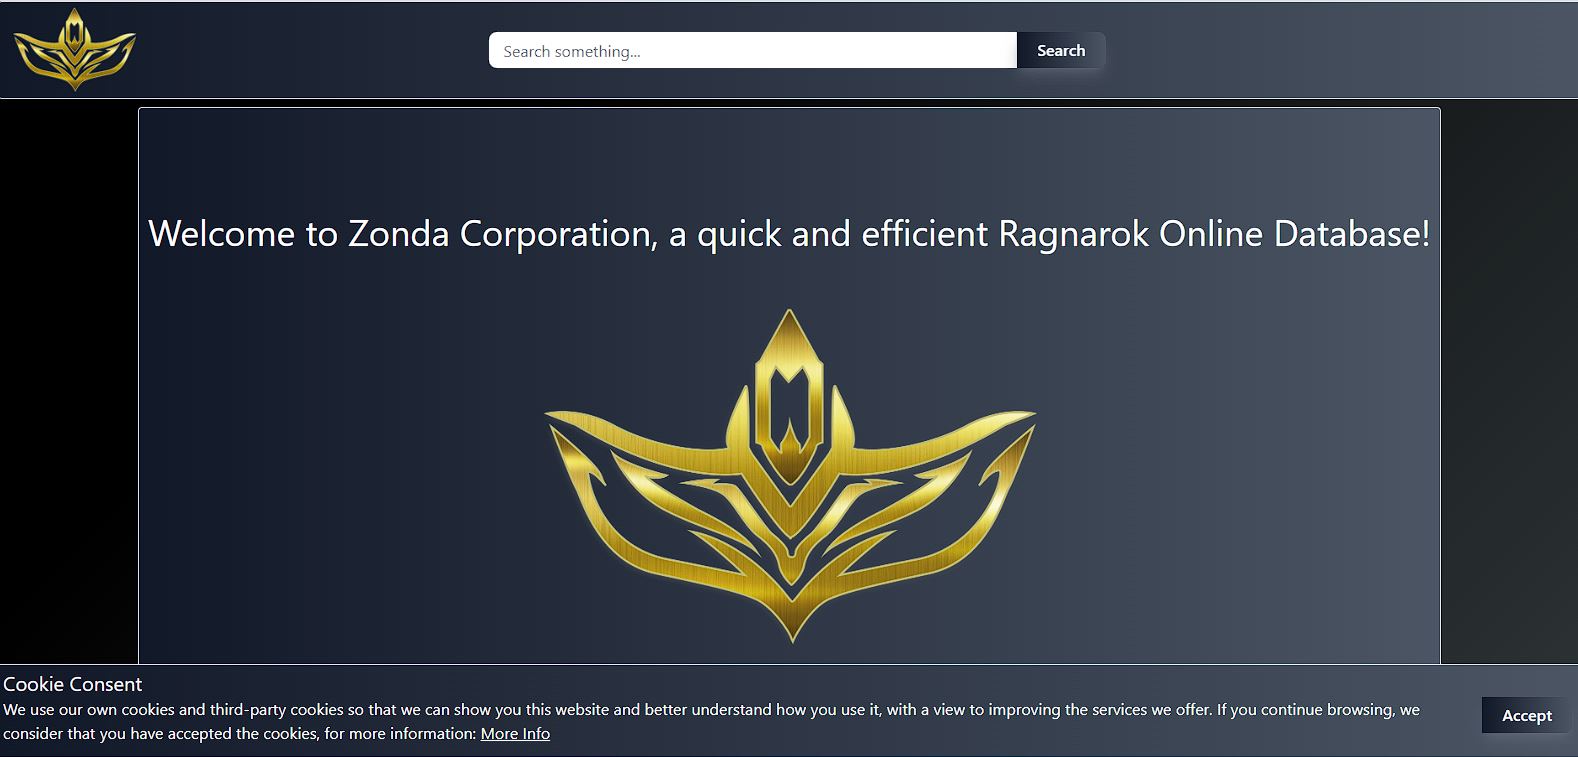 Search something...
Search
Welcome to Zonda Corporation, a quick and efficient Ragnarok Online Database!
Cookie Consent
We use our own cookies and third-party cookies so that we can show you this website and better understand how you use it, with a view to improving the services we offer. If you continue browsing, we
consider that you have accepted the cookies, for more information: More Info
Accept